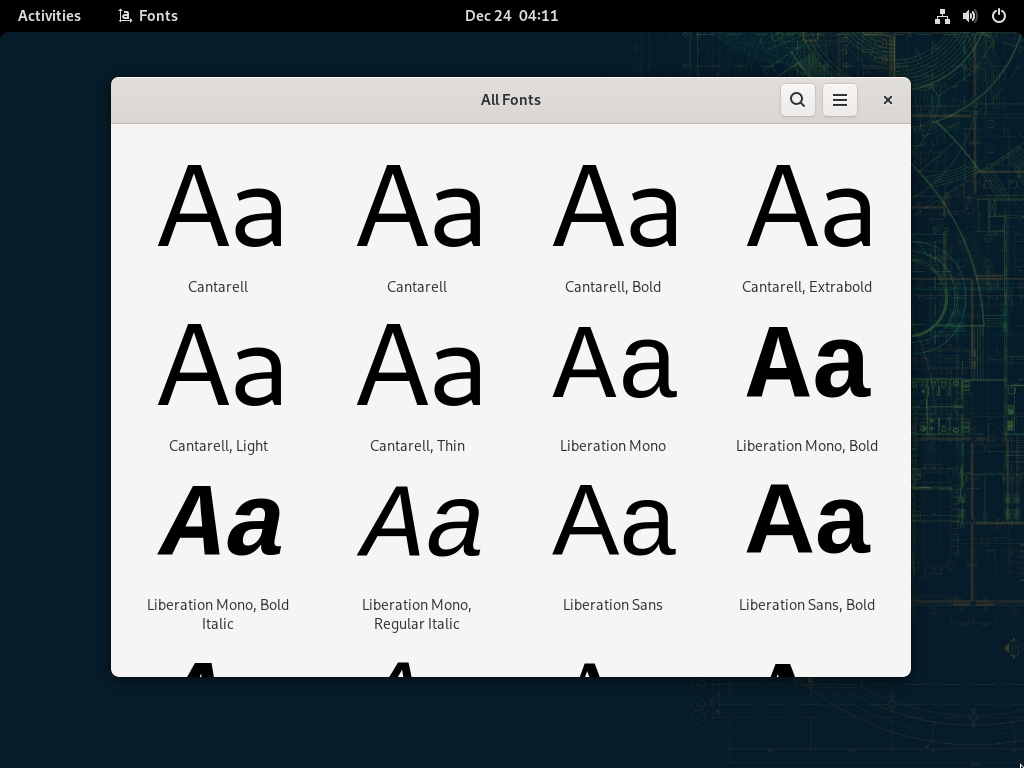 Activities Fonts Dec 24 04:11
All Fonts
Aa Aa Aa Aa
Cantarell Cantarell Cantarell, Bold Cantarell, Extrabold
Aa Aa Aa Aa
Cantarell, Light Cantarell, Thin Liberation Mono Liberation Mono, Bold
Aa Aa Aa Aa
Liberation Mono, Bold Italic Liberation Mono, Regular Italic Liberation Sans Liberation Sans, Bold